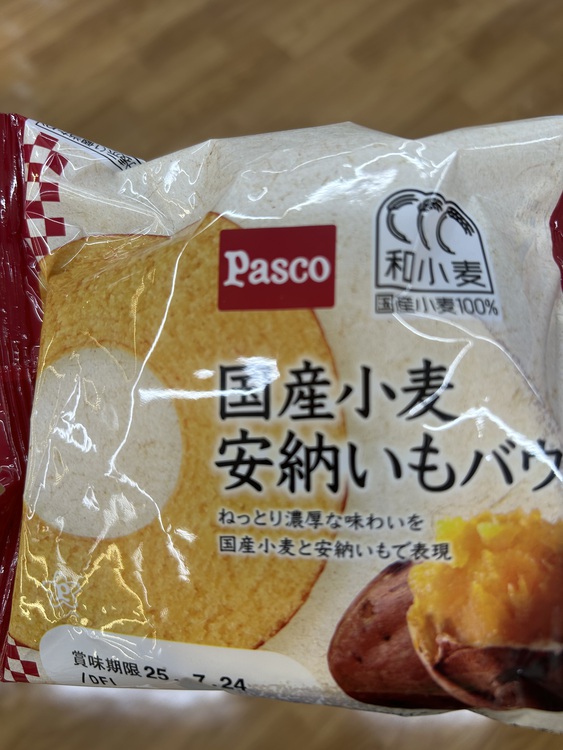 Pasco
和小麦
国産小麦100%
国産小麦
安納いもバウ
ねっとり濃厚な味わいを
国産小麦と安納いもで表現
賞味期限 25. 7.24
/DF